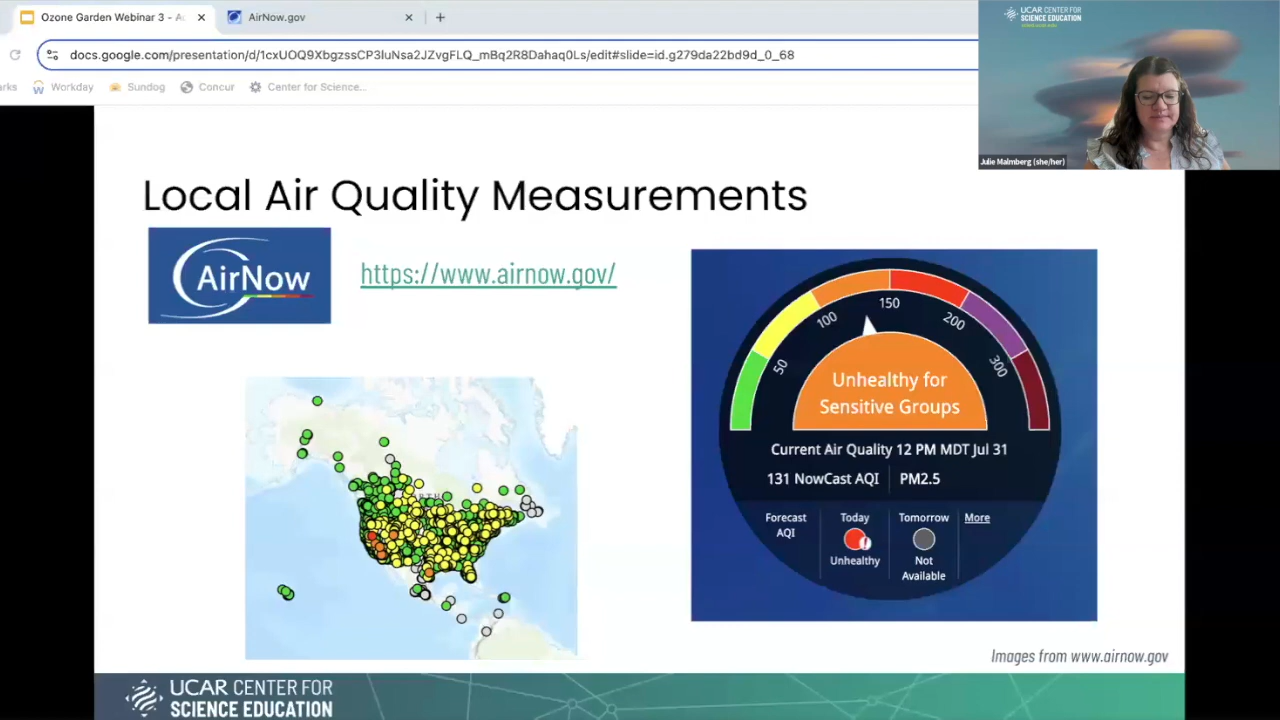 Ozone Garden Webinar 3 - Ac
AirNow.gov
docs.google.com/presentation/d/1cxUOQ9XbgzssCP3luNsa2JZvgFLQ_mBq2R8Dahaq0Ls/edit#slide=id.g279da22bd9d_0_68
arks
Workday
Sundog
Concur
Center for Science...
UCAR CENTER FOR
SCIENCE EDUCATION
Julie Malmberg (she/her)
Local Air Quality Measurements
AirNow
https://www.airnow.gov/
50
100
150
200
300
Unhealthy for
Sensitive Groups
Current Air Quality 12 PM MDT Jul 31
131 NowCast AQI
PM2.5
Forecast
AQI
Today
Unhealthy
Tomorrow
Not
Available
More
Images from www.airnow.gov
UCAR CENTER FOR
SCIENCE EDUCATION